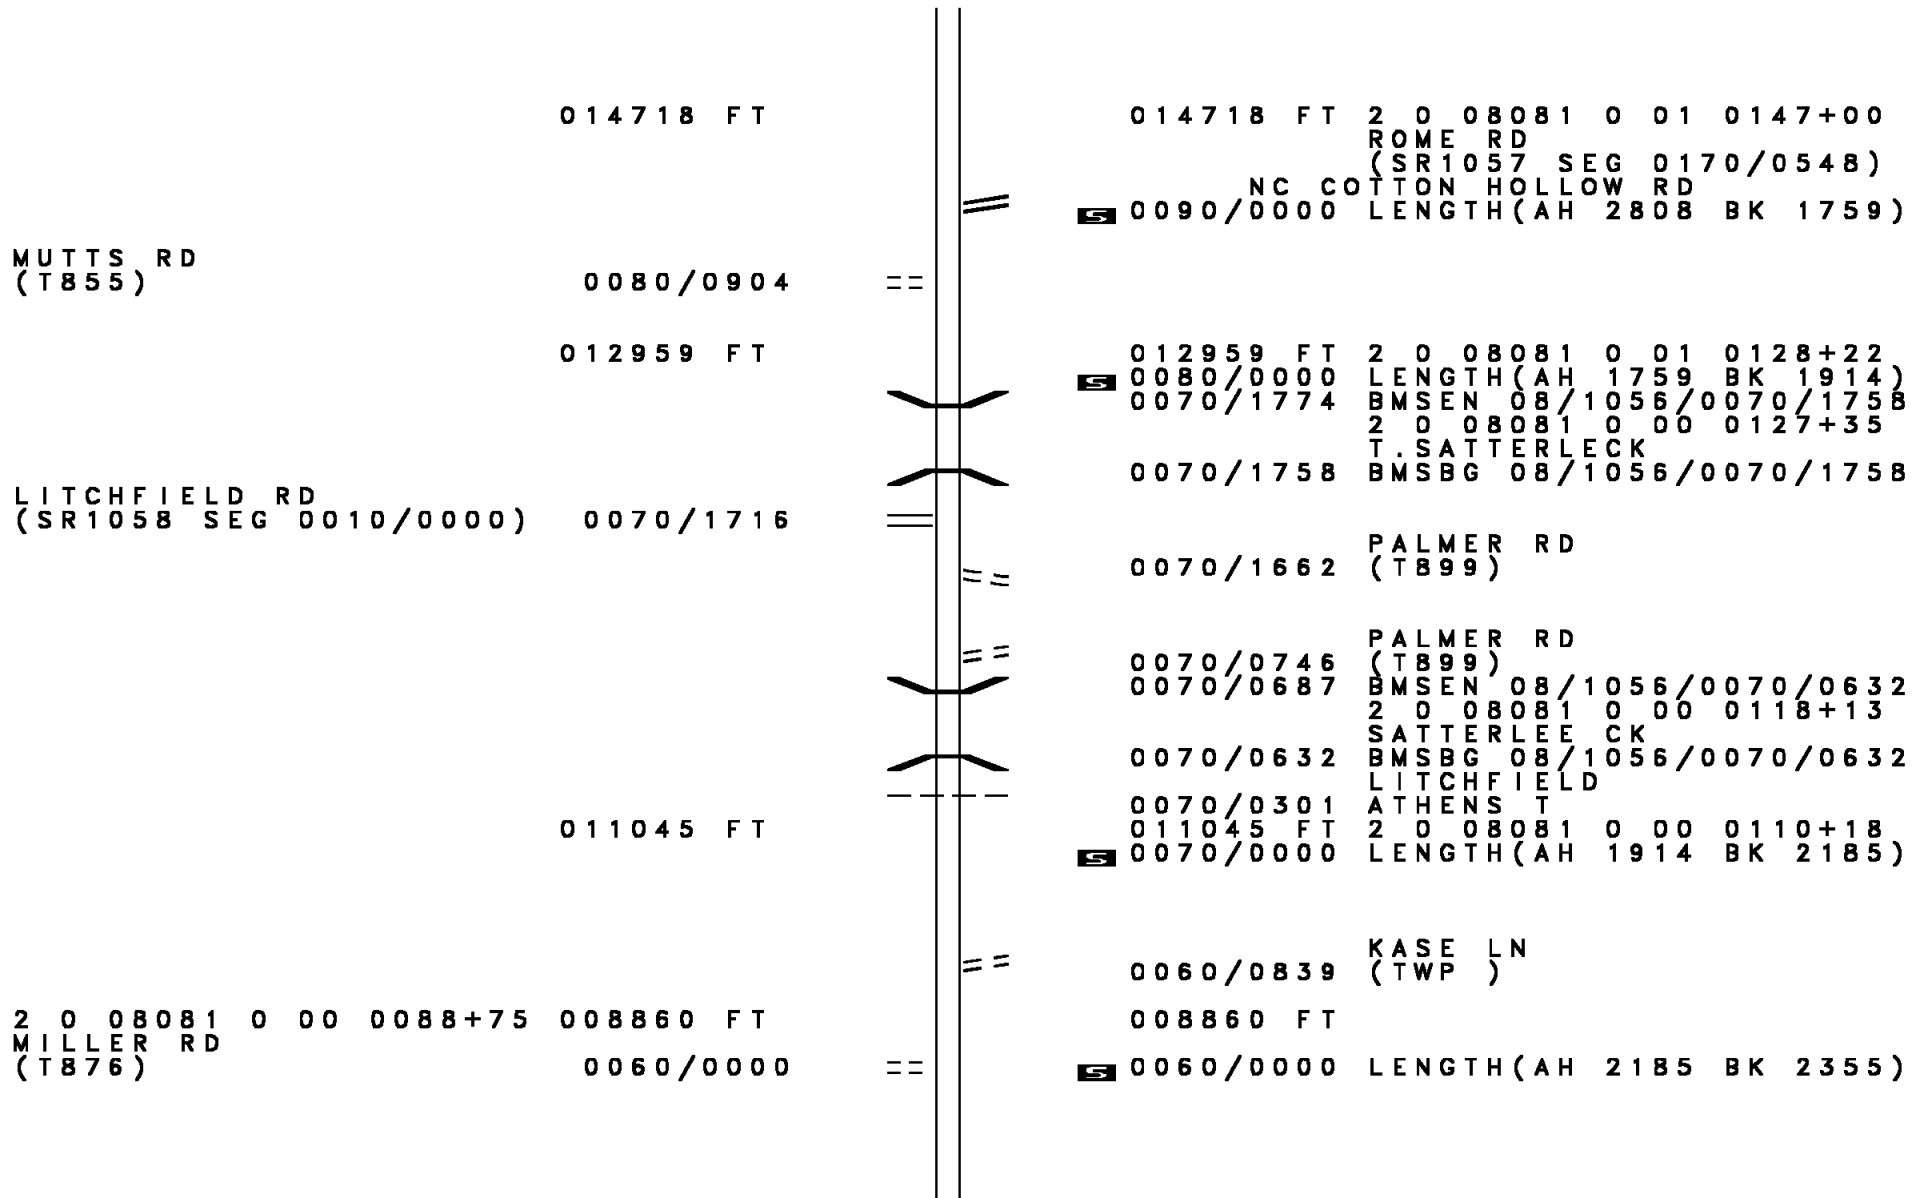 014718 FT 014718 FT 2 0 08081 0 01 0147+00
ROME RD
(SR1057 SEG 0170/0548)
NC COTTON HOLLOW RD
S 0090/0000 LENGTH(AH 2808 BK 1759)
MUTTS RD
(T855) 0080/0904
012959 FT 012959 FT 2 0 08081 0 01 0128+22
S 0080/0000 LENGTH(AH 1759 BK 1914)
0070/1774 BMSEN 08/1056/0070/1758
2 0 08081 0 00 0127+35
T.SATTERLECK
0070/1758 BMSBG 08/1056/0070/1758
LITCHFIELD RD
(SR1058 SEG 0010/0000) 0070/1716
PALMER RD
0070/1662 (T899)
PALMER RD
0070/0746 (T899)
0070/0687 BMSEN 08/1056/0070/0632
2 0 08081 0 00 0118+13
SATTERLEE CK
0070/0632 BMSBG 08/1056/0070/0632
LITCHFIELD
0070/0301 ATHENS T
011045 FT 011045 FT 2 0 08081 0 00 0110+18
S 0070/0000 LENGTH(AH 1914 BK 2185)
KASE LN
0060/0839 (TWP )
2 0 08081 0 00 0088+75 008860 FT 008860 FT
MILLER RD
(T876) 0060/0000 S 0060/0000 LENGTH(AH 2185 BK 2355)